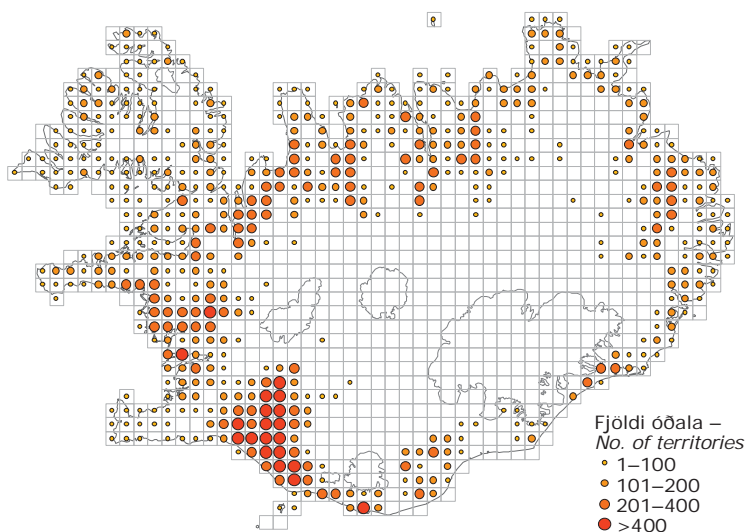 Fjöldi óðala –
No. of territories
1–100
101–200
201–400
>400